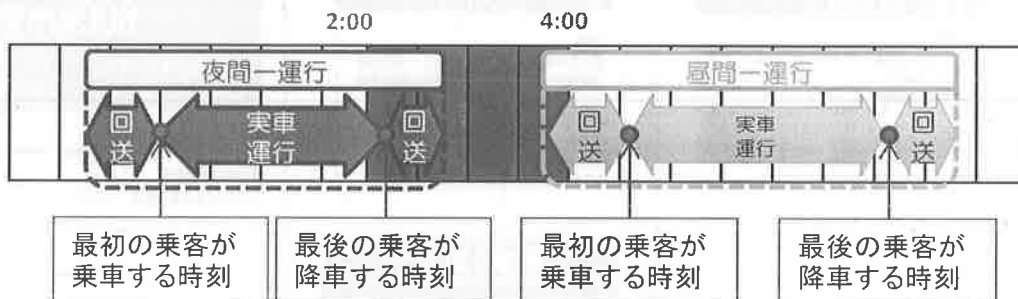 2:00
4:00
夜間一運行
昼間一運行
回送
実車
運行
回送
回送
実車
運行
回送
最初の乗客が
乗車する時刻
最後の乗客が
降車する時刻
最初の乗客が
乗車する時刻
最後の乗客が
降車する時刻